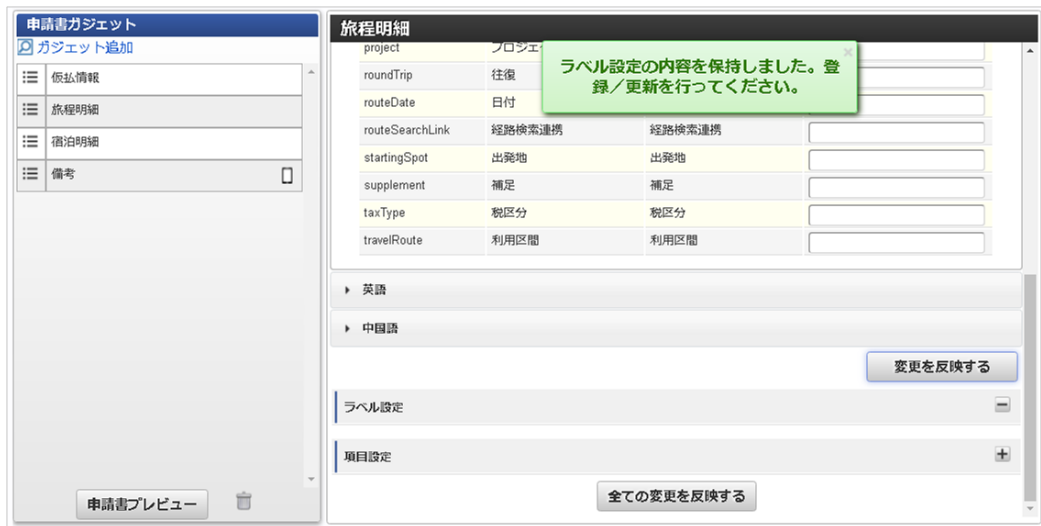 申請書ガジェット
ガジェット追加
仮払情報
旅程明細
宿泊明細
備考
申請書プレビュー
旅程明細
project
roundTrip 往復
routeDate 日付
routeSearchLink 経路検索連携 経路検索連携
startingSpot 出発地 出発地
supplement 補足 補足
taxType 税区分 税区分
travelRoute 利用区間 利用区間
ラベル設定の内容を保持しました。登
録／更新を行ってください。
英語
中国語
変更を反映する
ラベル設定
項目設定
全ての変更を反映する